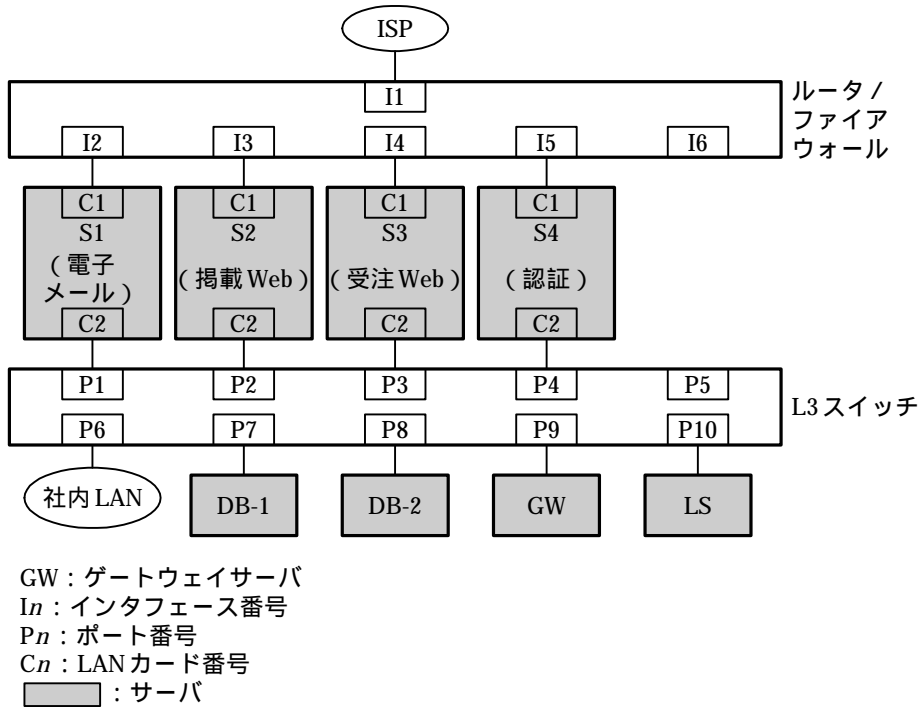 ISP
I1
I2 I3 I4 I5 I6
ルータ/
ファイア
ウォール
C1 C1 C1 C1
S1 S2 S3 S4
(電子
メール)
(掲載Web)
(受注Web)
(認証)
C2 C2 C2 C2
P1 P2 P3 P4 P5
P6 P7 P8 P9 P10
L3スイッチ
社内LAN
DB-1
DB-2
GW
LS
GW:ゲートウェイサーバ
In:インタフェース番号
Pn:ポート番号
Cn:LANカード番号
:サーバ